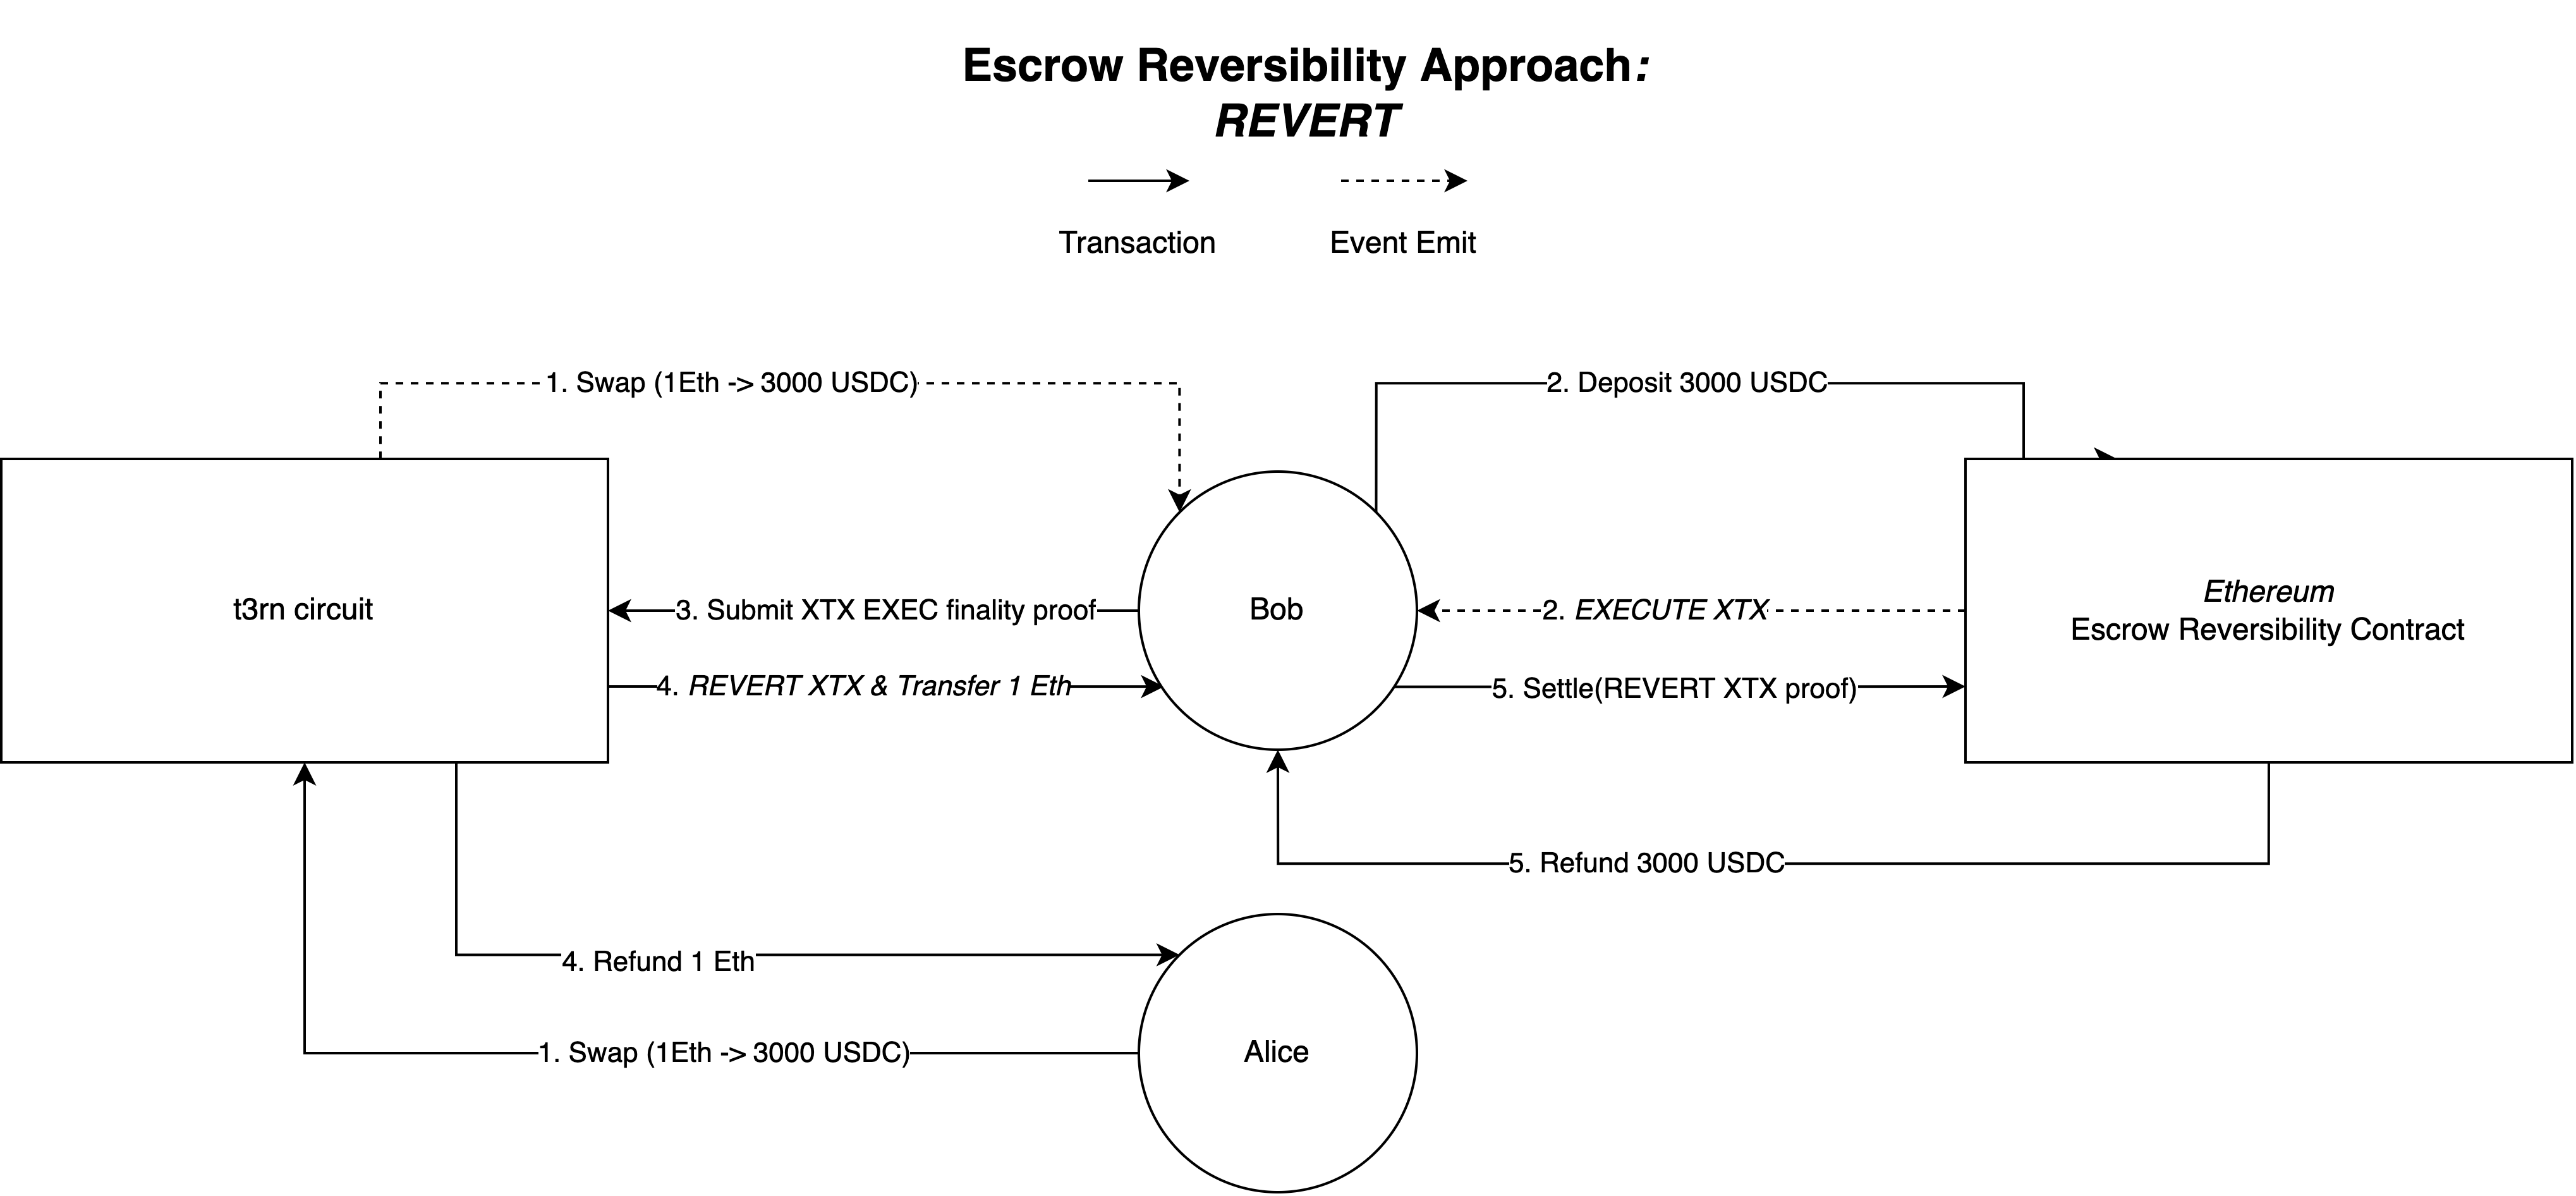 Escrow Reversibility Approach:
REVERT
Transaction
Event Emit
1. Swap (1Eth -> 3000 USDC)
2. Deposit 3000 USDC
t3rn circuit
3. Submit XTX EXEC finality proof
Bob
2. EXECUTE XTX
Ethereum
Escrow Reversibility Contract
4. REVERT XTX & Transfer 1 Eth
5. Settle(REVERT XTX proof)
5. Refund 3000 USDC
4. Refund 1 Eth
1. Swap (1Eth -> 3000 USDC)
Alice